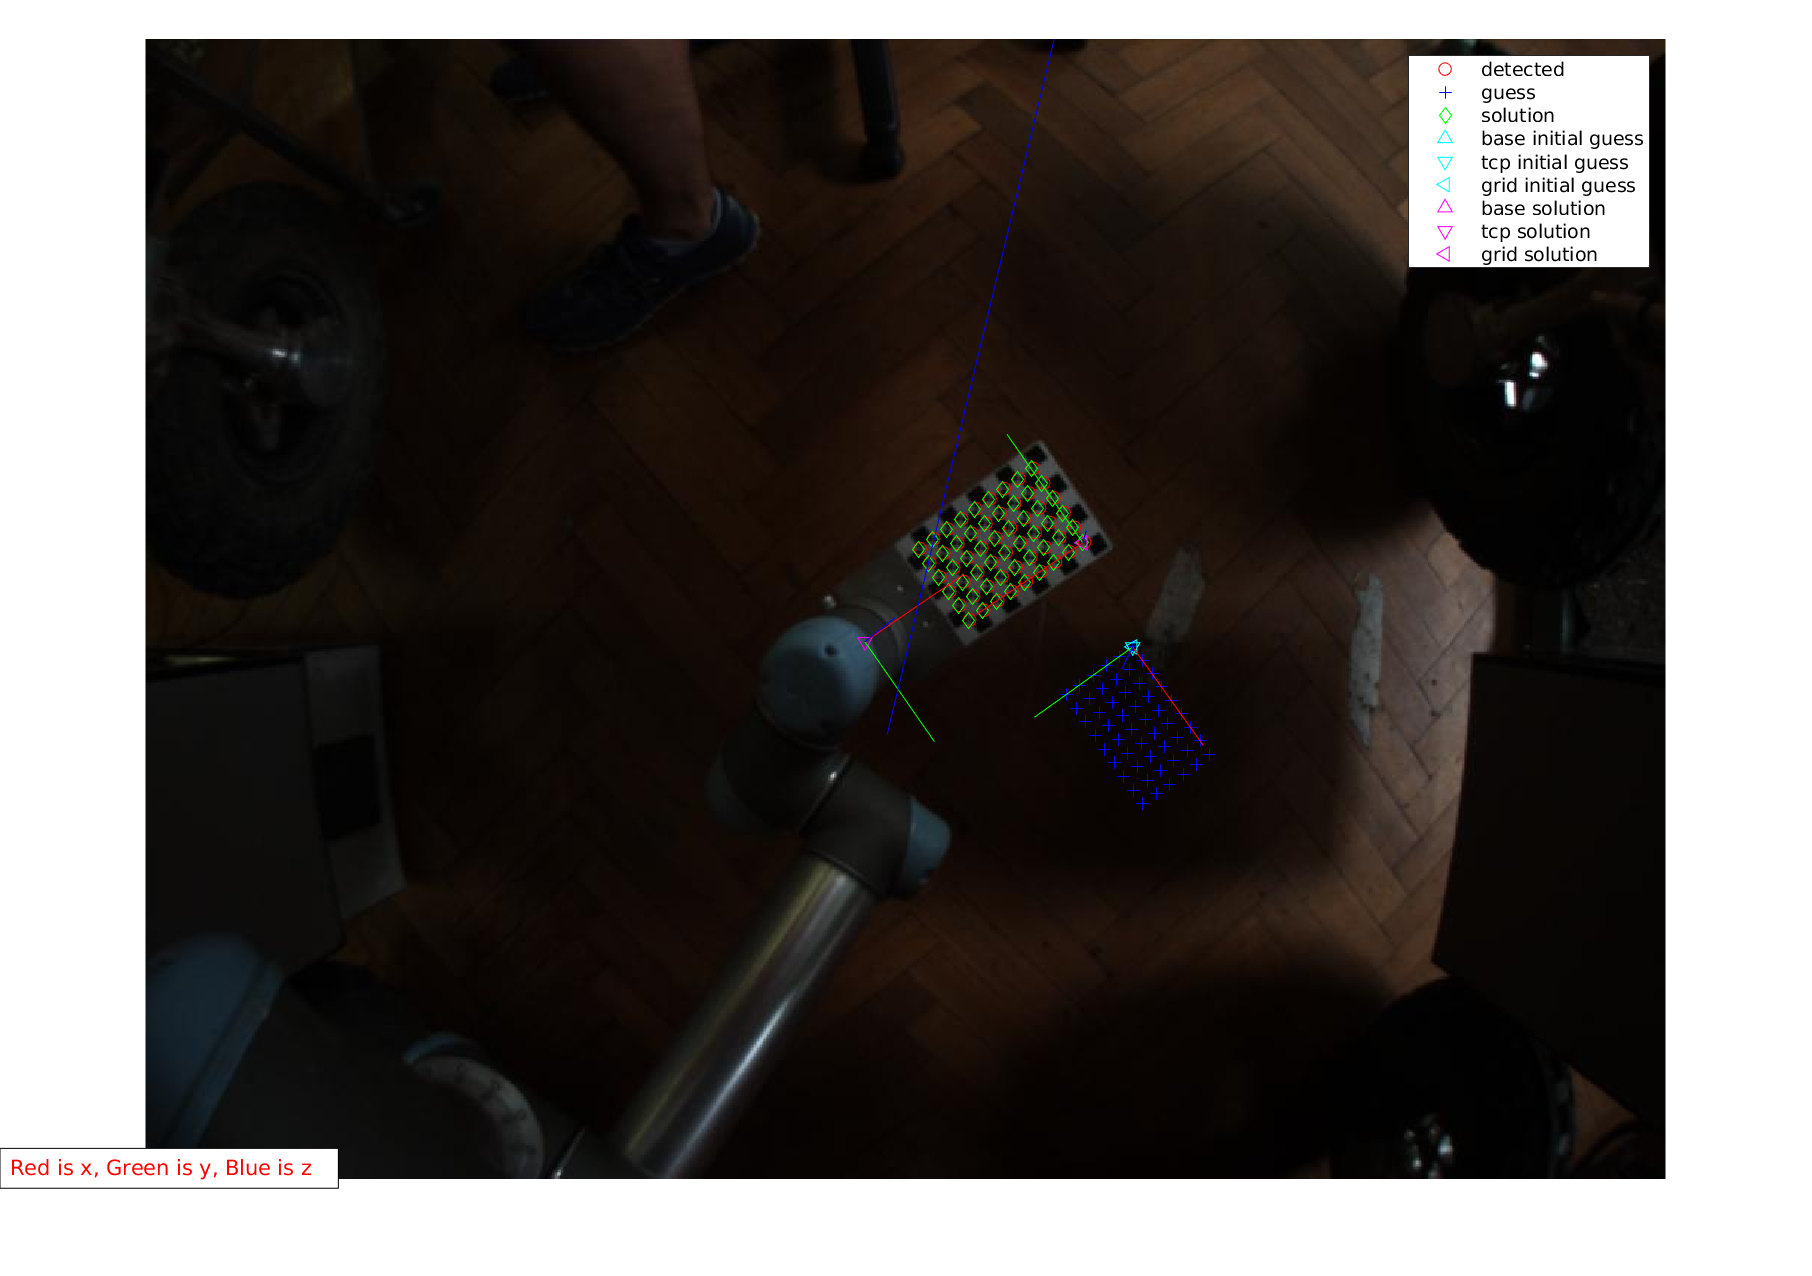 detected
guess
solution
base initial guess
tcp initial guess
grid initial guess
base solution
tcp solution
grid solution
Red is x, Green is y, Blue is z